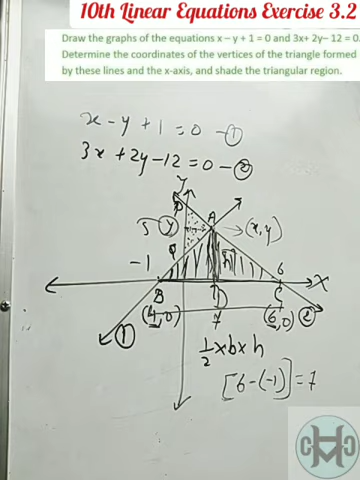 10th Linear Equations Exercise 3.2
Draw the graphs of the equations x – y + 1 = 0 and 3x+ 2y– 12 = 0.
Determine the coordinates of the vertices of the triangle formed
by these lines and the x-axis, and shade the triangular region.
x - y + 1 = 0 - ①
3x + 2y - 12 = 0 - ②
y
A
5 y → (x, y)
-1 h 6
B D C X
(4,0) 7 (6,0) ②
①
1/2 x b x h
[6-(-1)] = 7